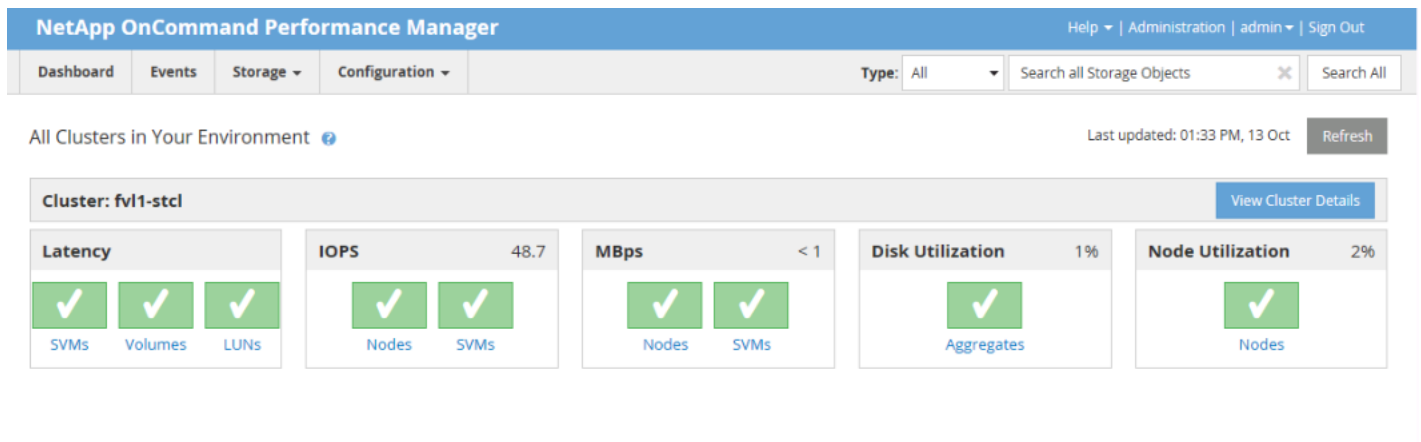 NetApp OnCommand Performance Manager Help | Administration | admin | Sign Out
Dashboard Events Storage Configuration Type: All Search all Storage Objects Search All
All Clusters in Your Environment Last updated: 01:33 PM, 13 Oct Refresh
Cluster: fvl1-stcl View Cluster Details
Latency IOPS 48.7 MBps < 1 Disk Utilization 1% Node Utilization 2%
SVMs Volumes LUNs Nodes SVMs Nodes SVMs Aggregates Nodes